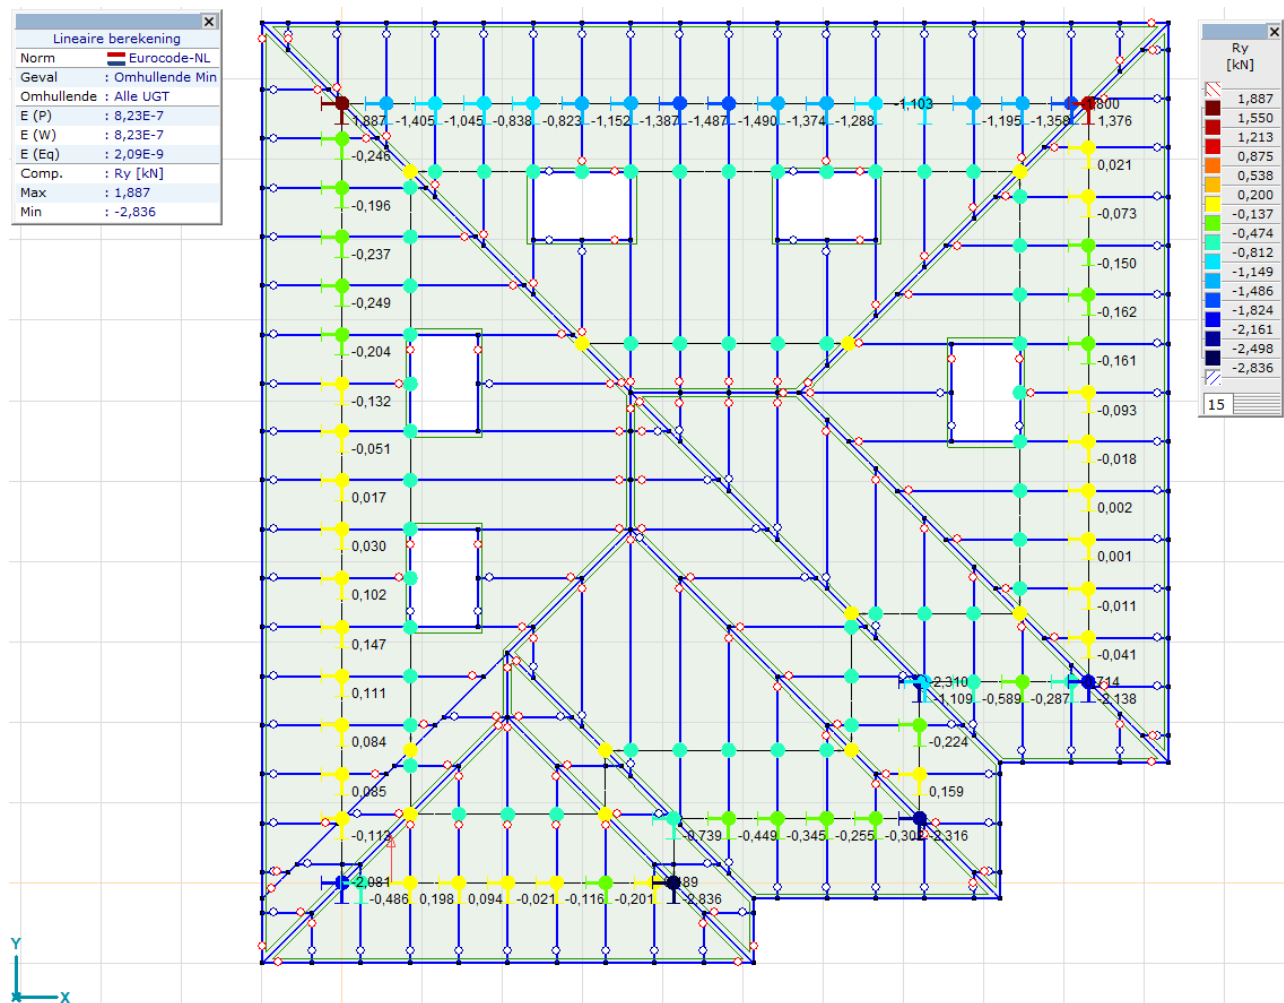 Lineaire berekening
Norm Eurocode-NL
Geval : Omhullende Min
Omhullende : Alle UGT
E (P) : 8,23E-7
E (W) : 8,23E-7
E (Eq) : 2,09E-9
Comp. : Ry [kN]
Max : 1,887
Min : -2,836
Ry
[kN]
1,887
1,550
1,213
0,875
0,538
0,200
-0,137
-0,474
-0,812
-1,149
-1,486
-1,824
-2,161
-2,498
-2,836
15
-1,103
1,887 -1,405 -1,045 -0,838 -0,823 -1,152 -1,387 -1,487 -1,490 -1,374 -1,288 -1,195 -1,358 1,376
-0,246
0,021
-0,196
-0,073
-0,237
-0,150
-0,249
-0,162
-0,204
-0,161
-0,132
-0,093
-0,051
-0,018
0,017
0,002
0,030
0,001
0,102
-0,011
0,147
-0,041
-2,310
0,111
-1,109 -0,589 -0,287 -2,138
0,084
-0,224
0,085
0,159
-0,113
-0,739 -0,449 -0,345 -0,255 -2,316
-2,081
-0,486 0,198 0,094 -0,021 -0,116 -0,201 -2,836
Y
X